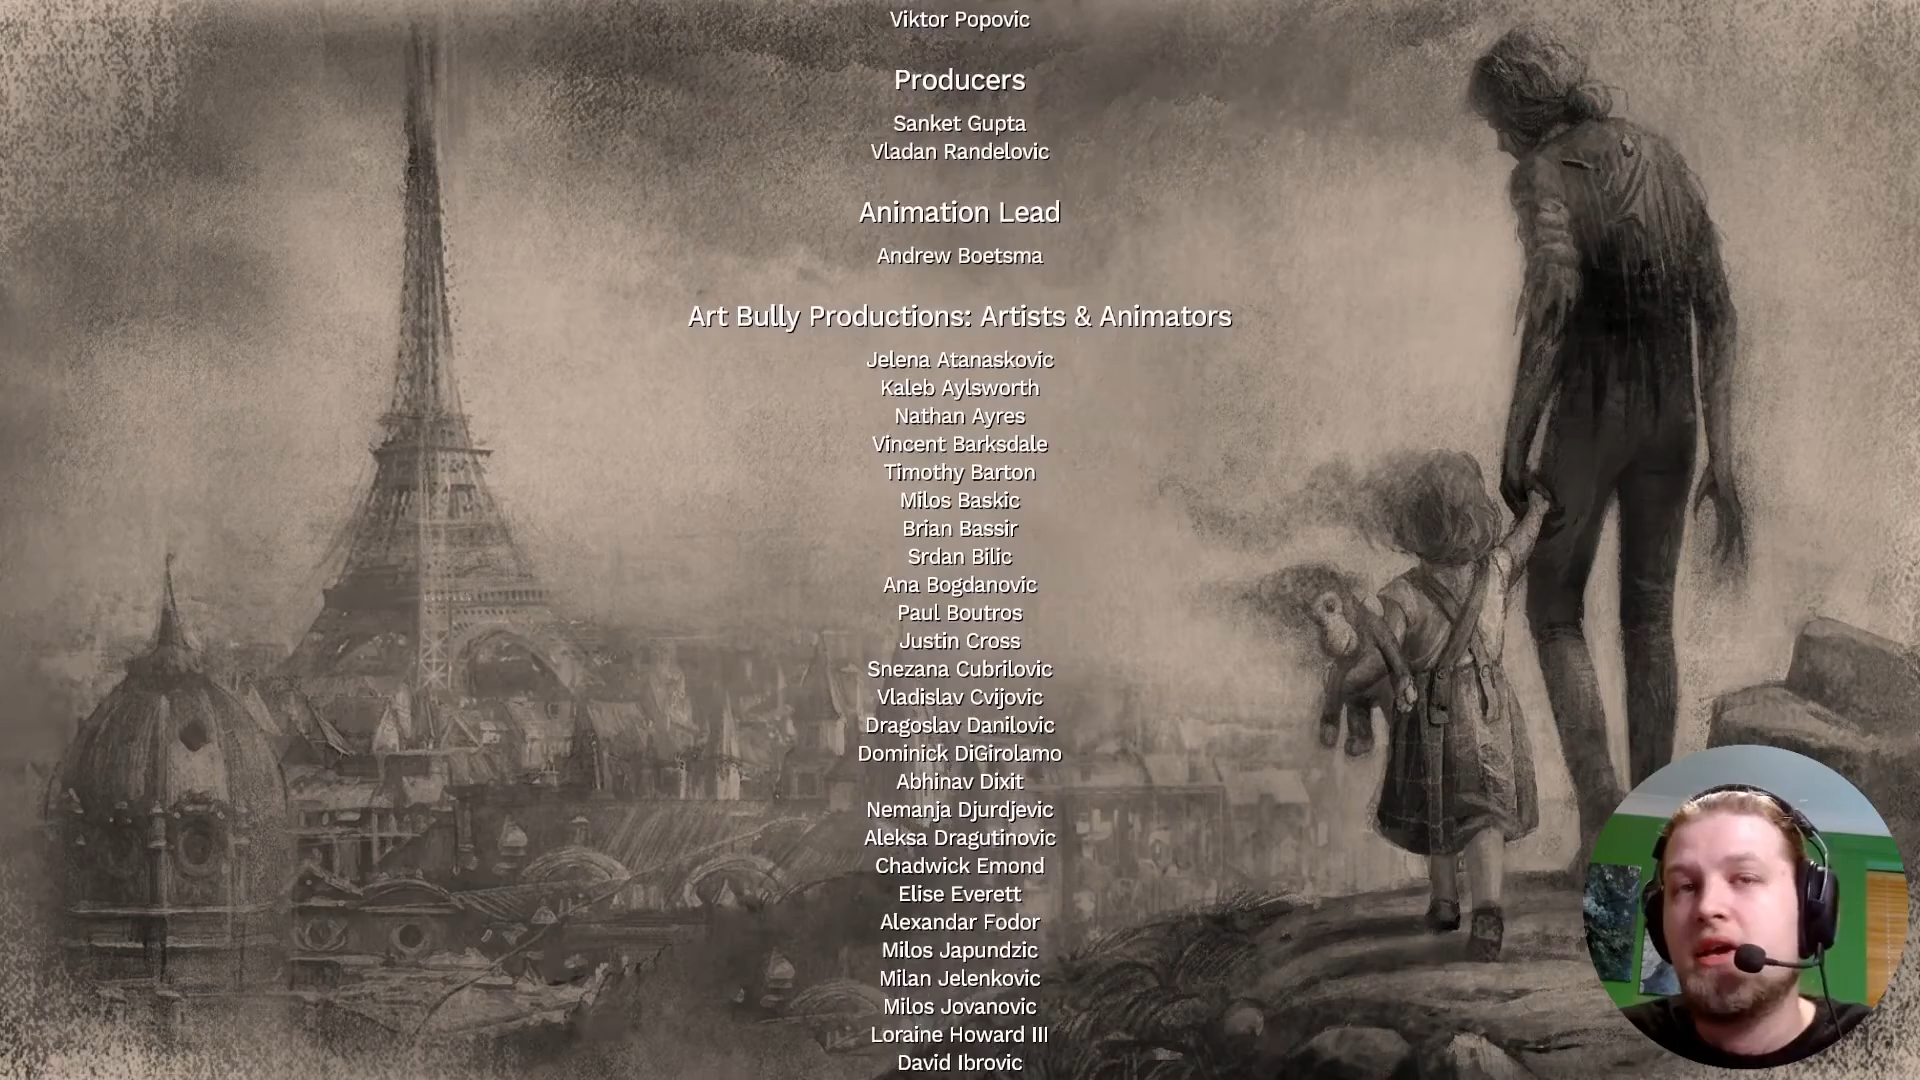 Viktor Popovic
Producers
Sanket Gupta
Vladan Randelovic
Animation Lead
Andrew Boetsma
Art Bully Productions: Artists & Animators
Jelena Atanaskovic
Kaleb Aylsworth
Nathan Ayres
Vincent Barksdale
Timothy Barton
Milos Baskic
Brian Bassir
Srdan Bilic
Ana Bogdanovic
Paul Boutros
Justin Cross
Snezana Cubrilovic
Vladislav Cvijovic
Dragoslav Danilovic
Dominick DiGirolamo
Abhinav Dixit
Nemanja Djurdjevic
Aleksa Dragutinovic
Chadwick Emond
Elise Everett
Alexandar Fodor
Milos Japundzic
Milan Jelenkovic
Milos Jovanovic
Loraine Howard III
David Ibrovic